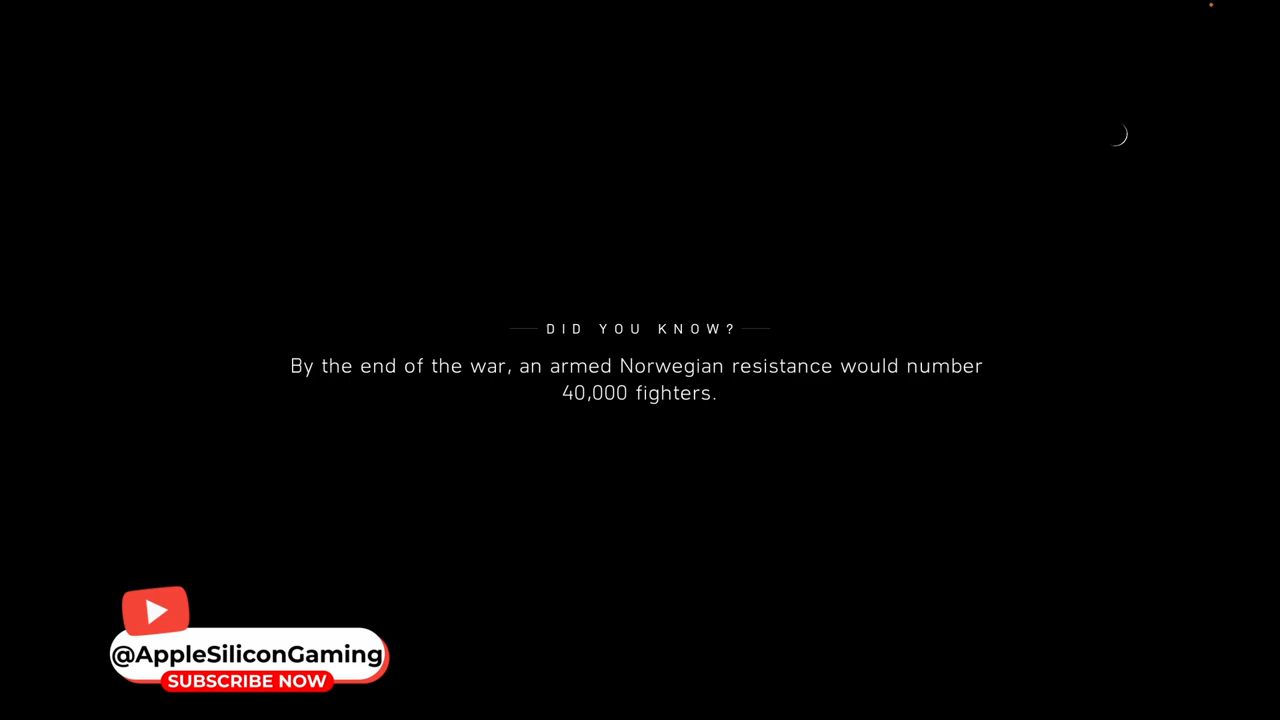 DID YOU KNOW?
By the end of the war, an armed Norwegian resistance would number
40,000 fighters.
@AppleSiliconGaming
SUBSCRIBE NOW